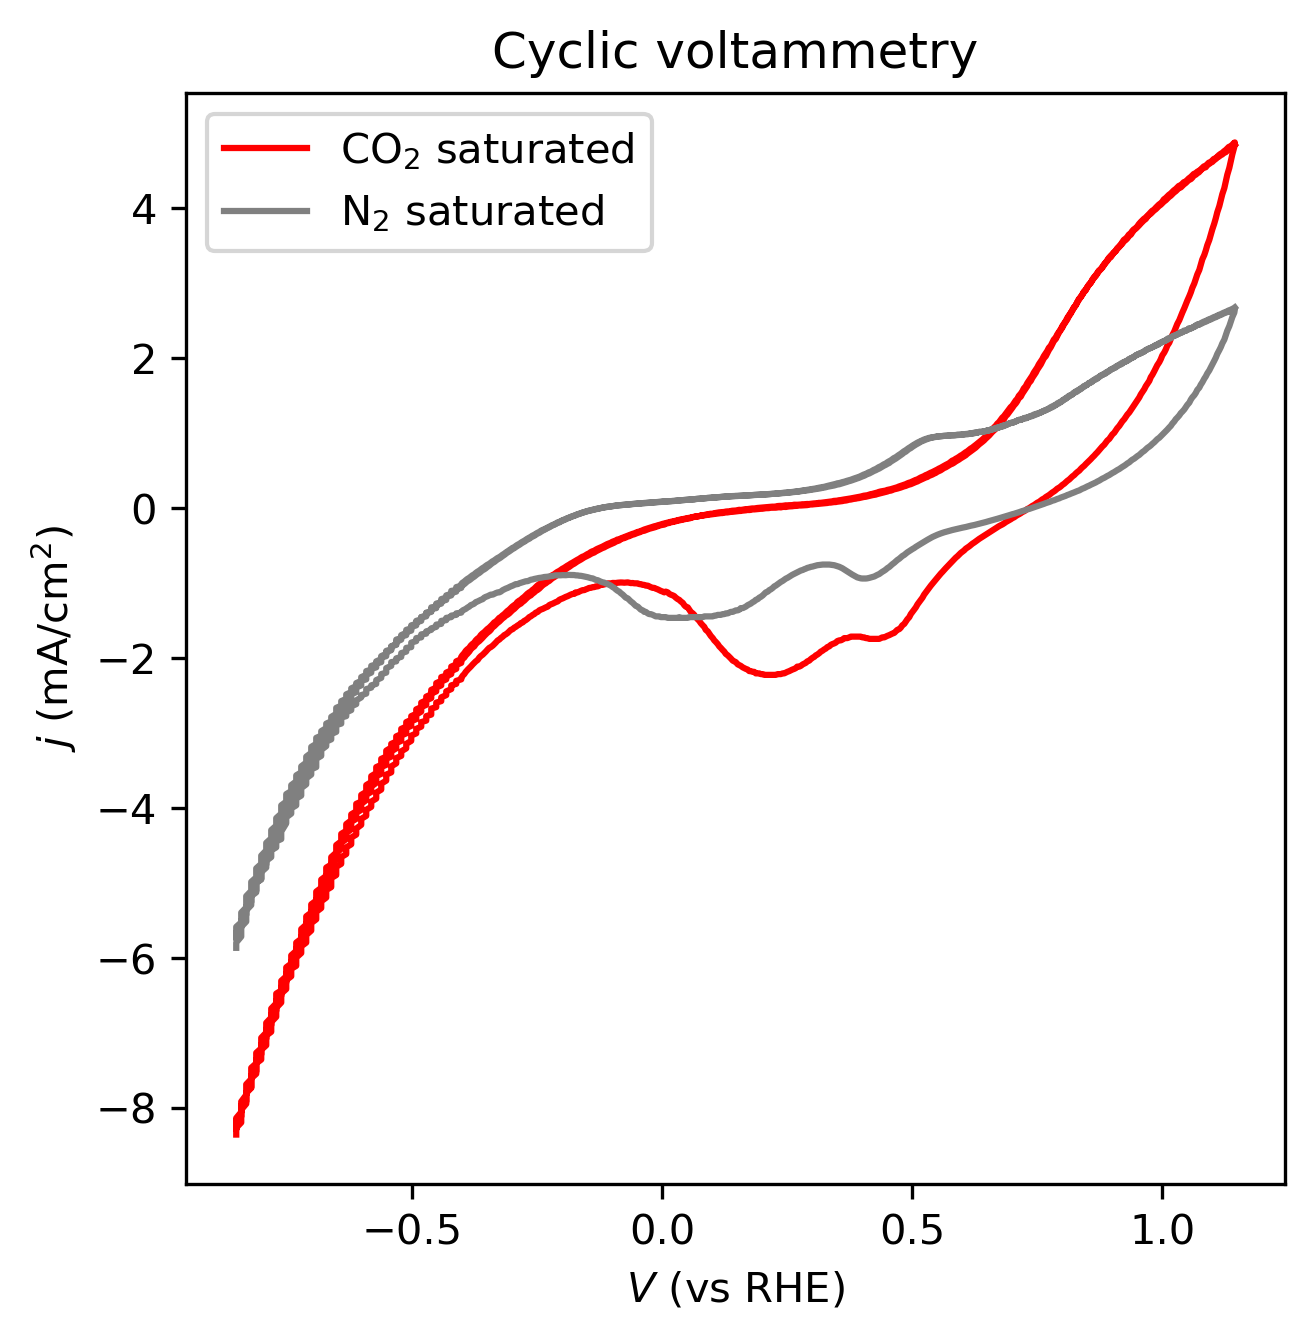 Cyclic voltammetry
CO₂ saturated
N₂ saturated
4
2
0
−2
−4
−6
−8
j (mA/cm²)
−0.5 0.0 0.5 1.0
V (vs RHE)